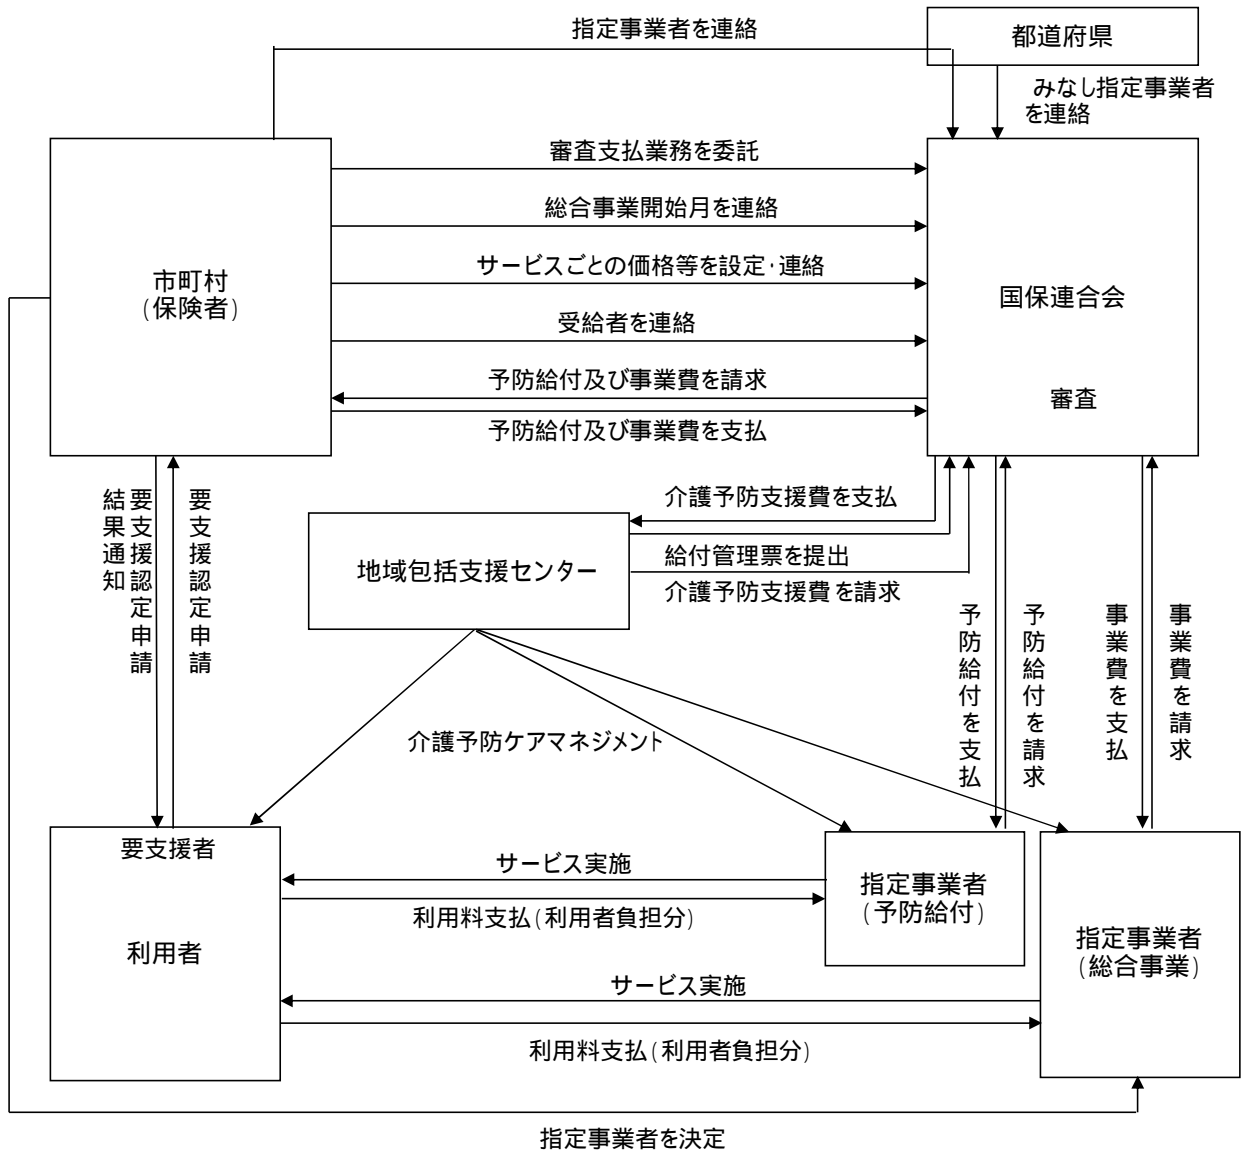 指定事業者を連絡
都道府県
みなし指定事業者
を連絡
審査支払業務を委託
総合事業開始月を連絡
サービスごとの価格等を設定・連絡
受給者を連絡
予防給付及び事業費を請求
予防給付及び事業費を支払
市町村
(保険者)
国保連合会
審査
要支援認定申請
結果通知
要支援認定申請
介護予防支援費を支払
給付管理票を提出
介護予防支援費を請求
地域包括支援センター
予防給付を支払
予防給付を請求
事業費を支払
事業費を請求
介護予防ケアマネジメント
要支援者
利用者
サービス実施
利用料支払(利用者負担分)
指定事業者
(予防給付)
指定事業者
(総合事業)
サービス実施
利用料支払(利用者負担分)
指定事業者を決定